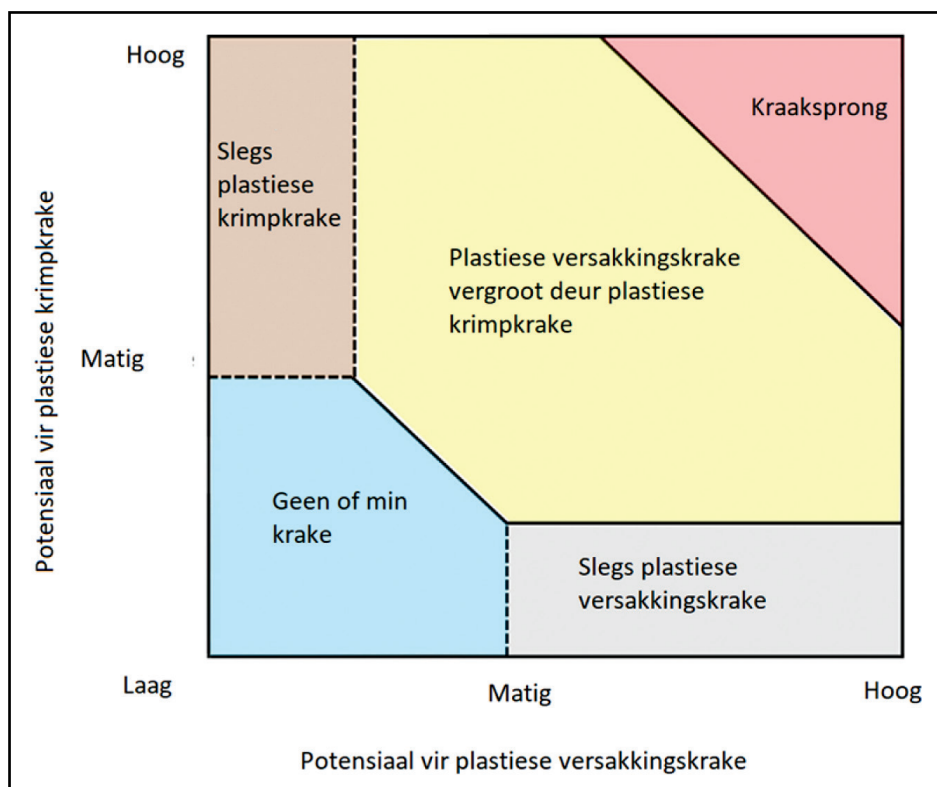 Hoog
Kraaksprong
Slegs
plastiese
krimpkrake
Plastiese versakkingskrake
vergroot deur plastiese
krimpkrake
Potensiaal vir plastiese krimpkrake
Matig
Geen of min
krake
Slegs plastiese
versakkingskrake
Laag
Matig
Hoog
Potensiaal vir plastiese versakkingskrake